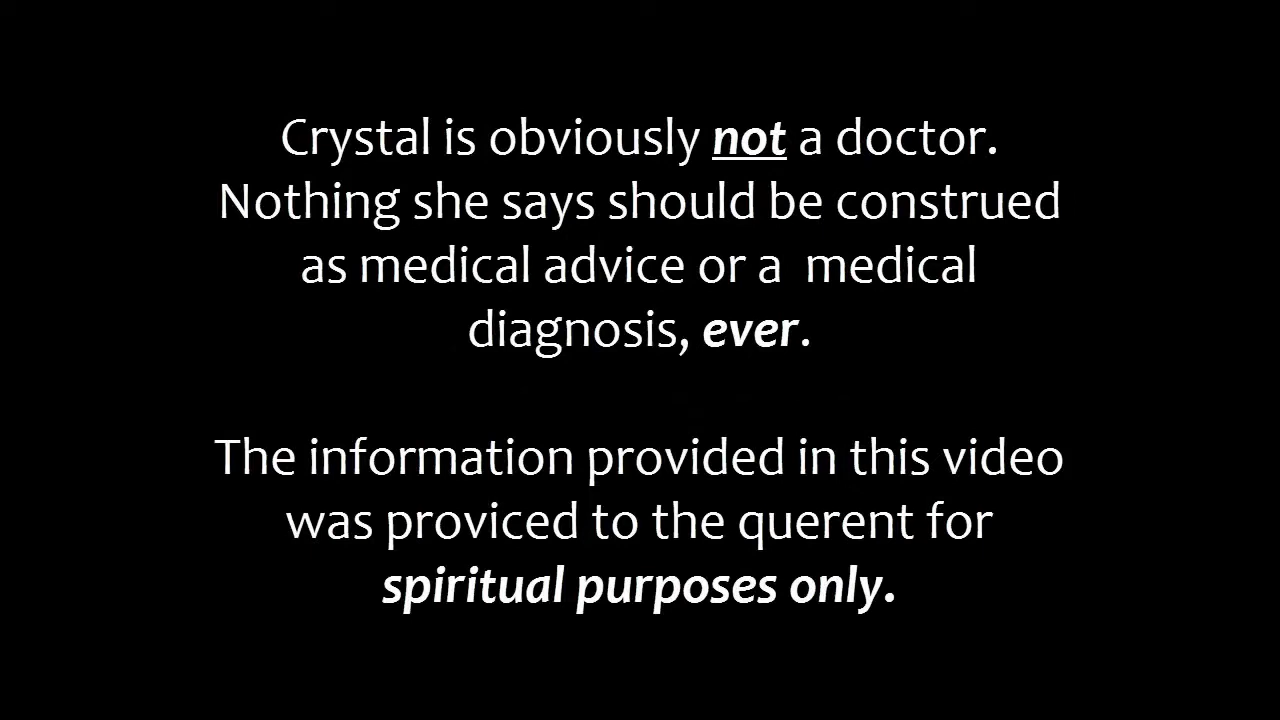 Crystal is obviously not a doctor.
Nothing she says should be construed
as medical advice or a  medical
diagnosis, ever.
The information provided in this video
was proviced to the querent for
spiritual purposes only.